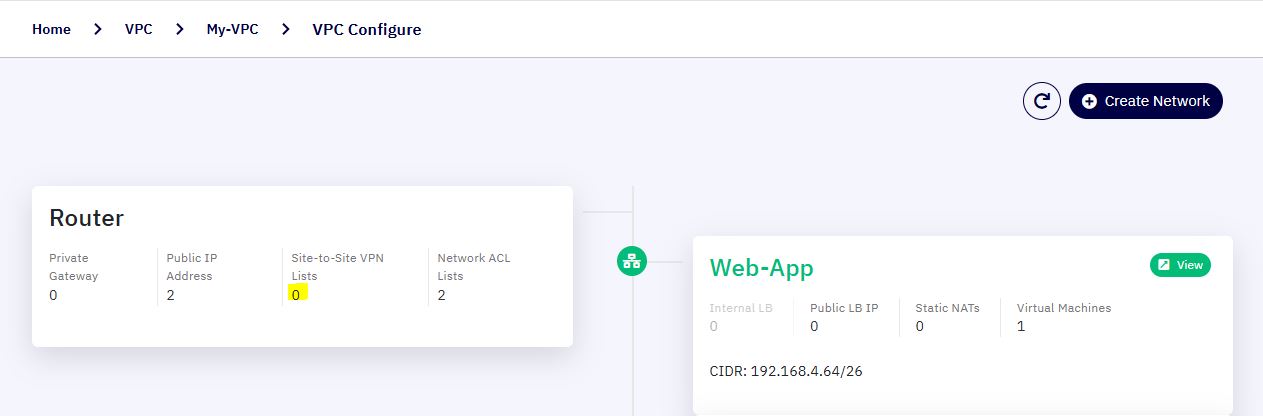 Home > VPC > My-VPC > VPC Configure
Create Network
Router
Private Gateway
0
Public IP Address
2
Site-to-Site VPN Lists
0
Network ACL Lists
2
Web-App
View
Internal LB
0
Public LB IP
0
Static NATs
0
Virtual Machines
1
CIDR: 192.168.4.64/26